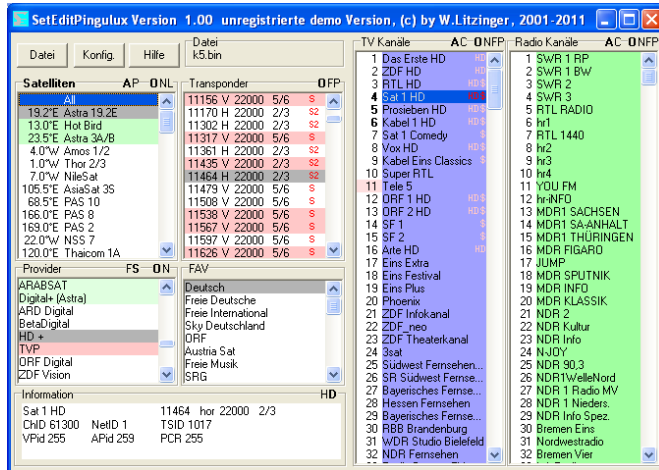 SetEditPingulux Version 1.00 unregistrierte demo Version, (c) by W.Litzinger, 2001-2011
Datei
Konfig.
Hilfe
Datei
k5.bin
Satelliten AP ONL
All
19.2°E Astra 19.2E
13.0°E Hot Bird
23.5°E Astra 3A/B
4.0°W Amos 1/2
1.0°W Thor 2/3
7.0°W NileSat
105.5°E AsiaSat 3S
68.5°E PAS 10
166.0°E PAS 8
169.0°E PAS 2
22.0°W NSS 7
120.0°E Thaicom 1A
Transponder OFP
11156 V 22000 5/6 S
11170 H 22000 2/3 S2
11302 H 22000 2/3 S2
11317 V 22000 5/6 S
11361 H 22000 2/3 S2
11435 V 22000 2/3 S2
11464 H 22000 2/3 S2
11479 V 22000 5/6 S
11508 V 22000 5/6 S
11538 V 22000 5/6 S
11567 V 22000 5/6 S
11597 V 22000 5/6 S
11626 V 22000 5/6 S
Provider FS ON
ARABSAT
Digital+ (Astra)
ARD Digital
BetaDigital
HD +
TVP
ORF Digital
ZDF Vision
FAV
Deutsch
Freie Deutsche
Freie International
Sky Deutschland
ORF
Austria Sat
Freie Musik
SRG
Information HD
Sat 1 HD 11464 hor 22000 2/3
ChID 61300 NetID 1 TSID 1017
VPid 255 APid 259 PCR 255
TV Kanäle AC ONFP
1 Das Erste HD HD
2 ZDF HD HD
3 RTL HD HD$
4 Sat 1 HD HD$
5 Prosieben HD HD$
6 Kabel 1 HD HD$
7 Sat 1 Comedy $
8 Vox HD HD$
9 Kabel Eins Classics $
10 Super RTL
11 Tele 5
12 ORF 1 HD HD$
13 ORF 2 HD HD$
14 SF 1 $
15 SF 2 $
16 Arte HD HD
17 Eins Extra
18 Eins Festival
19 Eins Plus
20 Phoenix
21 ZDF Infokanal
22 ZDF_neo
23 ZDF Theaterkanal
24 3sat
25 Südwest Fernsehen...
26 SR Südwest Fernse...
27 Bayerisches Fernse...
28 Hessen Fernsehen
29 Bayerisches Fernse...
30 RBB Brandenburg
31 WDR Studio Bielefeld
32 NDR Fernsehen
Radio Kanäle AC ONFP
1 SWR 1 RP
2 SWR 1 BW
3 SWR 2
4 SWR 3
5 RTL RADIO
6 hr1
7 RTL 1440
8 hr2
9 hr3
10 hr4
11 YOU FM
12 hr-iNFO
13 MDR1 SACHSEN
14 MDR1 SA-ANHALT
15 MDR1 THÜRINGEN
16 MDR FIGARO
17 JUMP
18 MDR SPUTNIK
19 MDR INFO
20 MDR KLASSIK
21 NDR 2
22 NDR Kultur
23 NDR Info
24 N-JOY
25 NDR 90,3
26 NDR1WelleNord
27 NDR 1 Radio MV
28 NDR 1 Nieders.
29 NDR Info Spez.
30 Bremen Eins
31 Nordwestradio
32 Bremen Vier